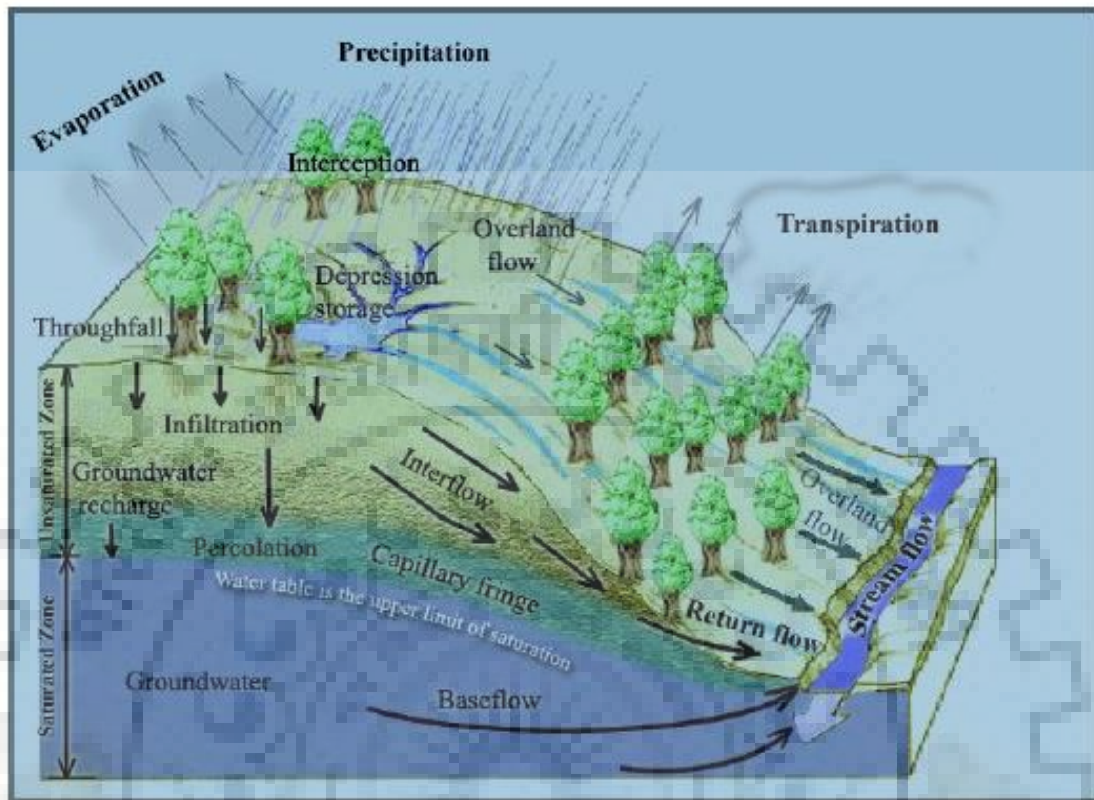 Precipitation
Evaporation
Interception
Transpiration
Overland
flow
Depression
storage
Throughfall
Unsaturated Zone
Infiltration
Groundwater
recharge
Interflow
Overland
flow
Percolation
Capillary fringe
Water table is the upper limit of saturation
Stream flow
Return flow
Saturated Zone
Groundwater
Baseflow